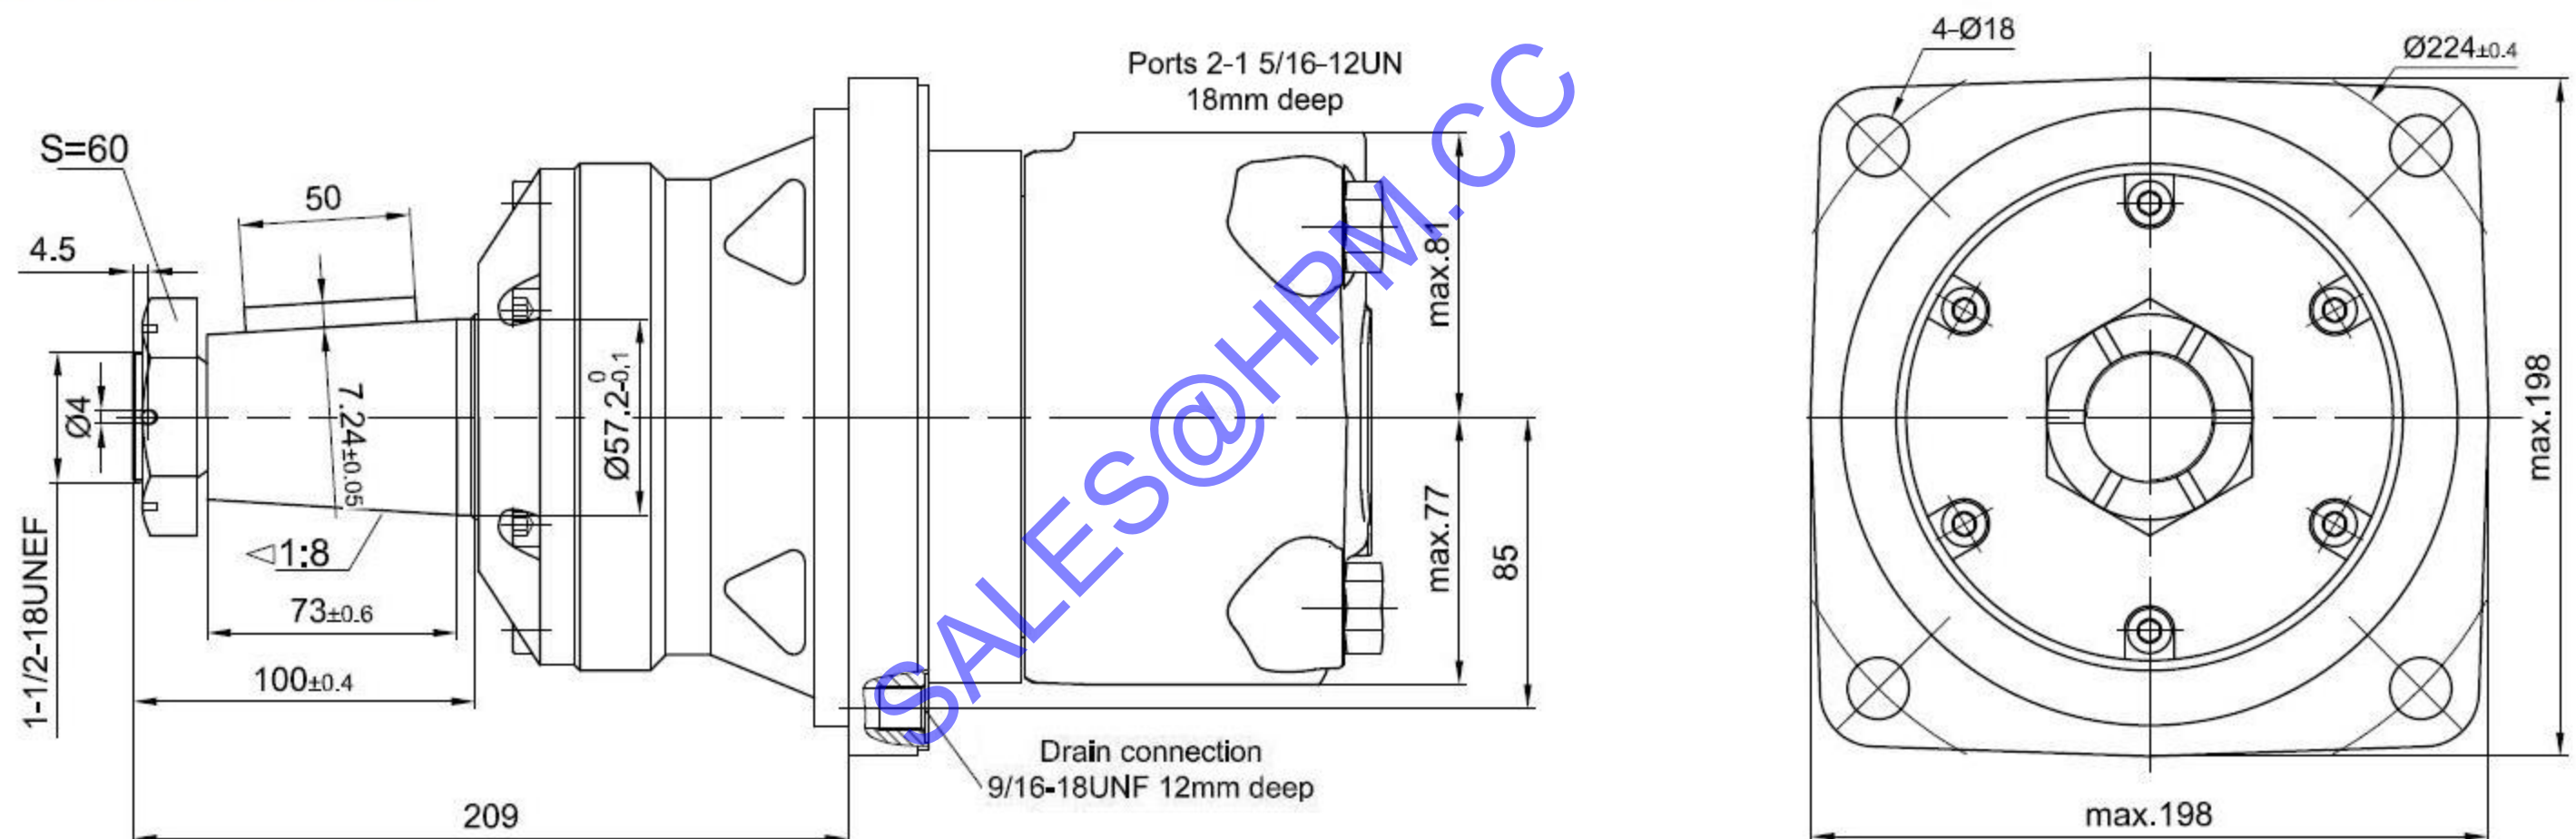 Ports 2-1 5/16-12UN
18mm deep
S=60
50
4.5
Ø4
1-1/2-18UNEF
7.24±0.05
Ø57.2 0 -0.1
◁1:8
73±0.6
100±0.4
209
max.81
max.77
85
Drain connection
9/16-18UNF 12mm deep
SALES@HPM.CC
4-Ø18
Ø224±0.4
max.198
max.198